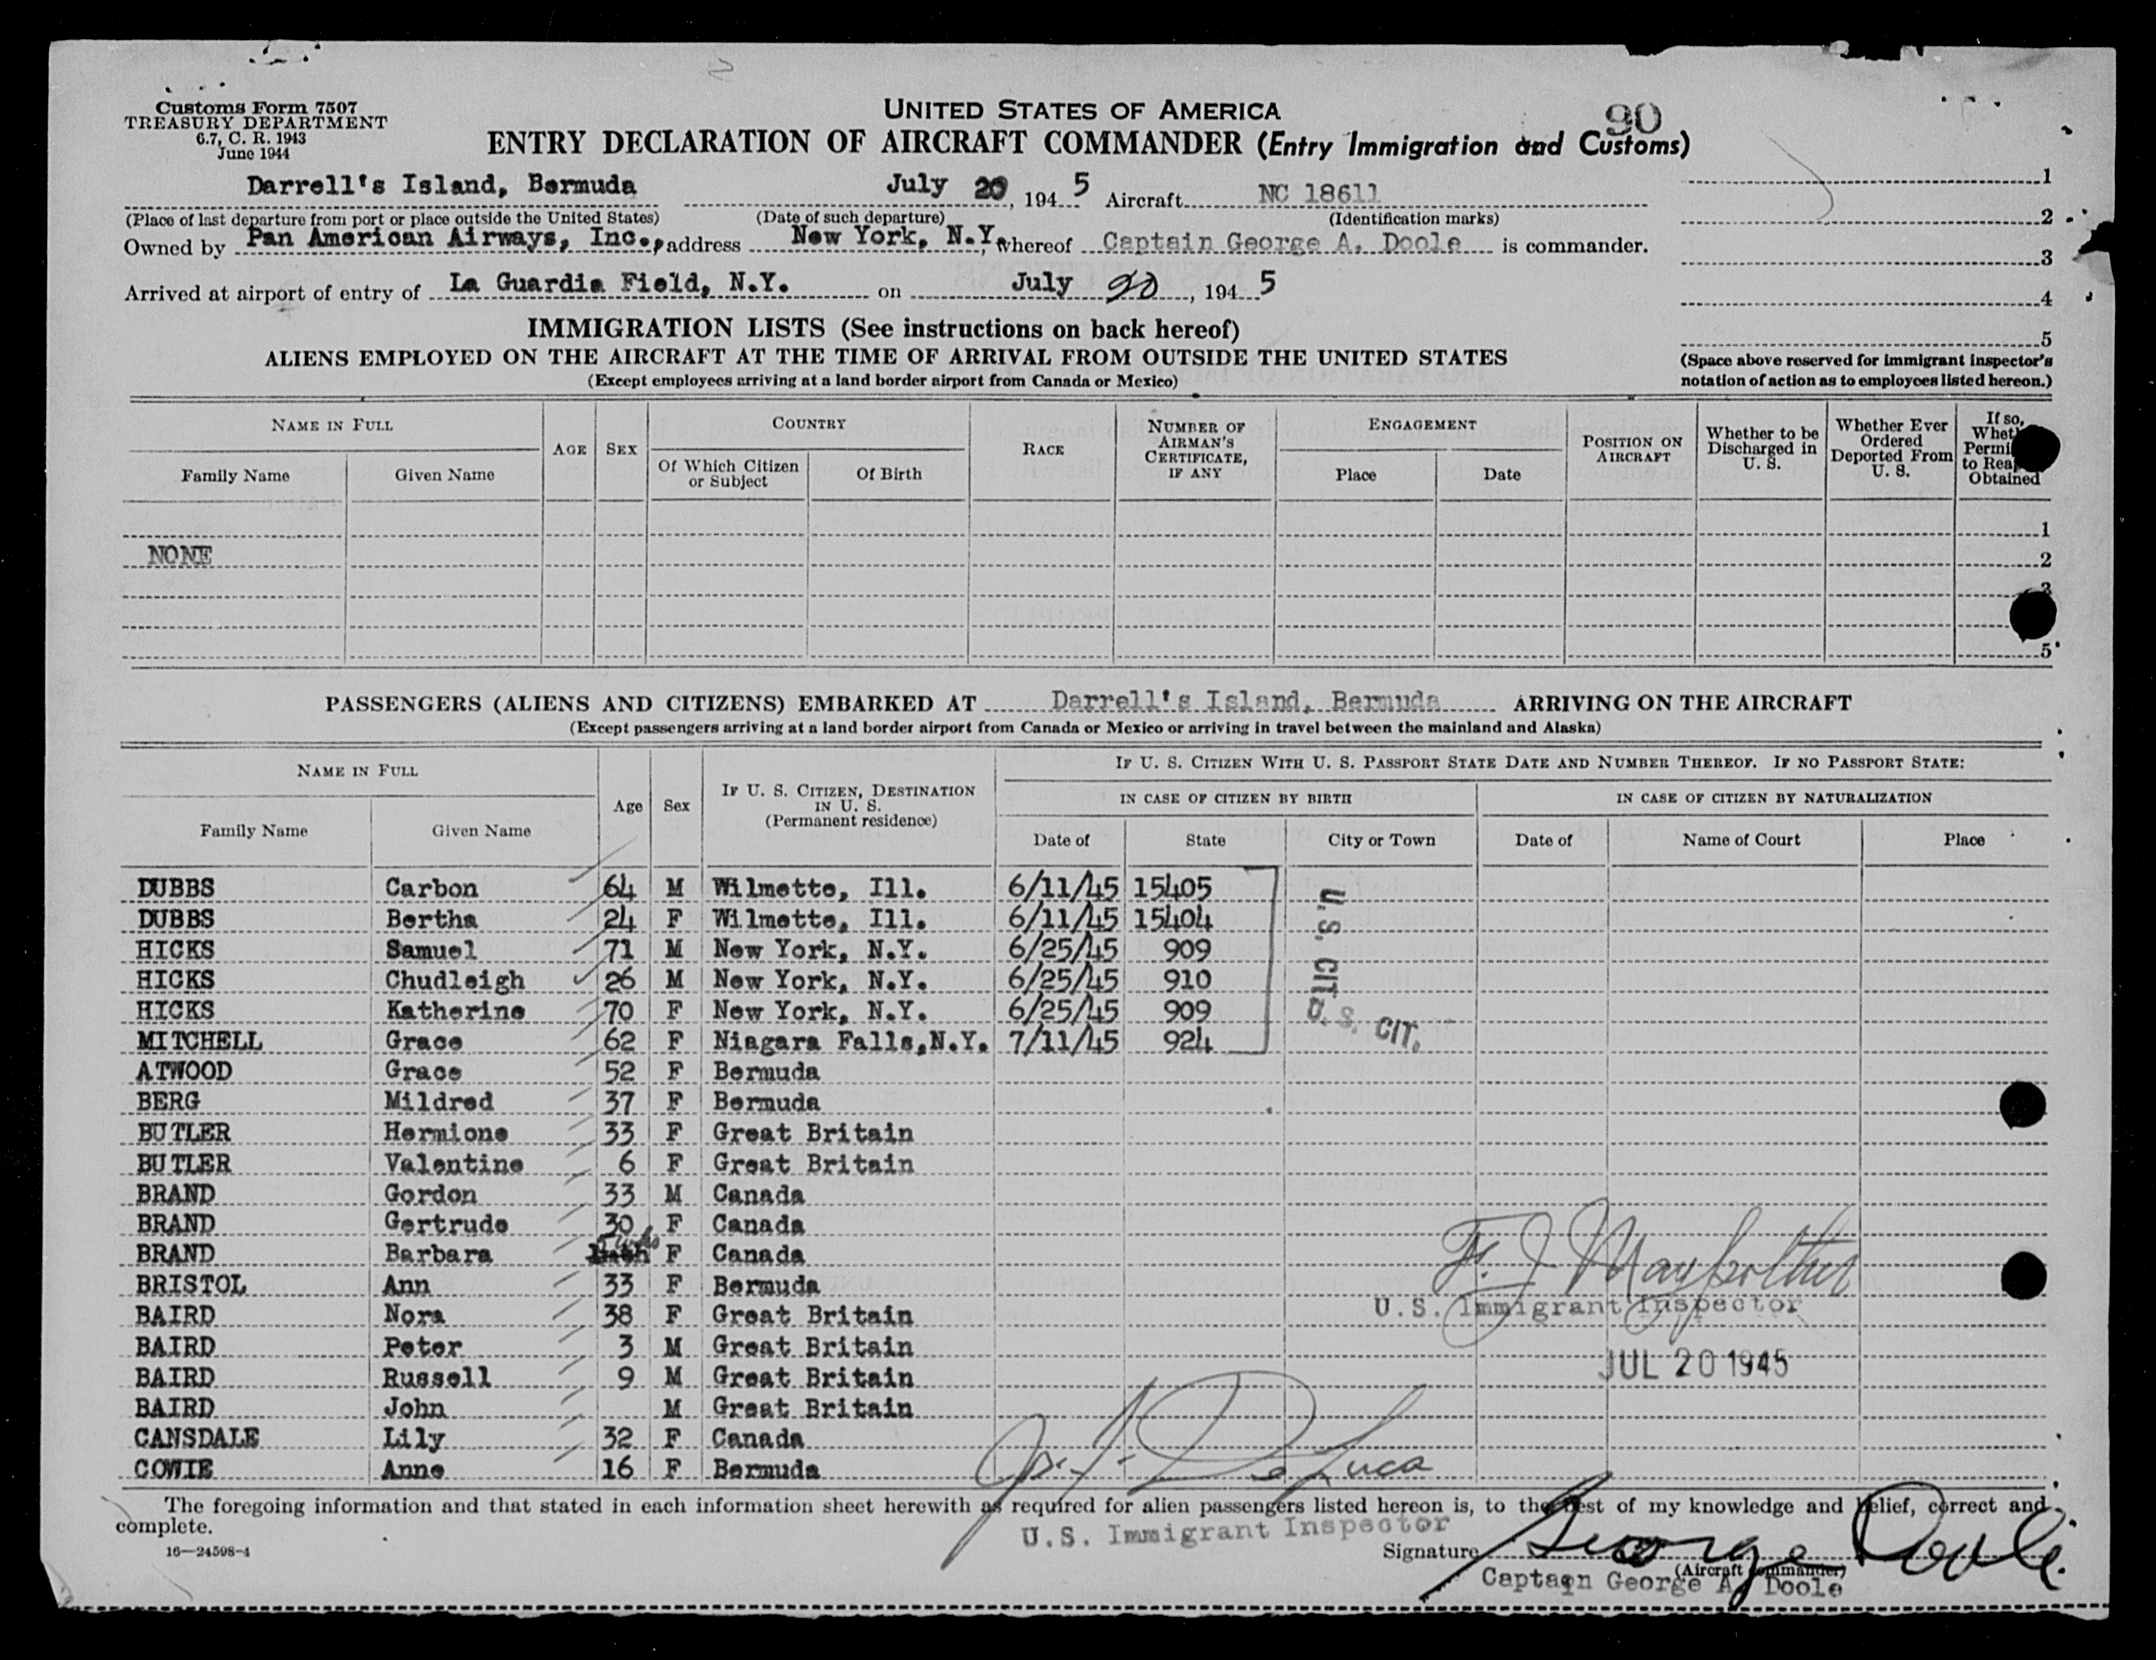 Customs Form 7507
TREASURY DEPARTMENT
6.7, C. R. 1943
June 1944
UNITED STATES OF AMERICA
90
ENTRY DECLARATION OF AIRCRAFT COMMANDER (Entry Immigration and Customs)
Darrell's Island, Bermuda July 20, 1945 Aircraft NC 18611
(Place of last departure from port or place outside the United States) (Date of such departure) (Identification marks)
Owned by Pan American Airways, Inc., address New York, N.Y., whereof Captain George A. Doole is commander.
Arrived at airport of entry of La Guardia Field, N.Y. on July 20, 1945
1
2
3
4
5
(Space above reserved for immigrant inspector's
notation of action as to employees listed hereon.)
IMMIGRATION LISTS (See instructions on back hereof)
ALIENS EMPLOYED ON THE AIRCRAFT AT THE TIME OF ARRIVAL FROM OUTSIDE THE UNITED STATES
(Except employees arriving at a land border airport from Canada or Mexico)
NAME IN FULL
Family Name Given Name
AGE SEX
COUNTRY
Of Which Citizen or Subject Of Birth
RACE
NUMBER OF AIRMAN'S CERTIFICATE, IF ANY
ENGAGEMENT
Place Date
POSITION ON AIRCRAFT
Whether to be Discharged in U. S.
Whether Ever Ordered Deported From U. S.
If so,
to
Obtained
1
NONE 2
3
5
PASSENGERS (ALIENS AND CITIZENS) EMBARKED AT Darrell's Island, Bermuda ARRIVING ON THE AIRCRAFT
(Except passengers arriving at a land border airport from Canada or Mexico or arriving in travel between the mainland and Alaska)
NAME IN FULL
Family Name Given Name
Age Sex
IF U. S. CITIZEN, DESTINATION IN U. S. (Permanent residence)
IF U. S. CITIZEN WITH U. S. PASSPORT STATE DATE AND NUMBER THEREOF. IF NO PASSPORT STATE:
IN CASE OF CITIZEN BY BIRTH IN CASE OF CITIZEN BY NATURALIZATION
Date of State City or Town Date of Name of Court Place
DUBBS Carbon 64 M Wilmette, Ill. 6/11/45 15405
DUBBS Bertha 24 F Wilmette, Ill. 6/11/45 15404
HICKS Samuel 71 M New York, N.Y. 6/25/45 909
HICKS Chudleigh 26 M New York, N.Y. 6/25/45 910
HICKS Katherine 70 F New York, N.Y. 6/25/45 909
MITCHELL Grace 62 F Niagara Falls,N.Y. 7/11/45 924
U. S. CIT.
U. S. CIT.
ATWOOD Grace 52 F Bermuda
BERG Mildred 37 F Bermuda
BUTLER Hermione 33 F Great Britain
BUTLER Valentine 6 F Great Britain
BRAND Gordon 33 M Canada
BRAND Gertrude 30 F Canada
BRAND Barbara F Canada
BRISTOL Ann 33 F Bermuda
BAIRD Nora 38 F Great Britain
U.S. Immigrant Inspector
BAIRD Peter 3 M Great Britain
JUL 20 1945
BAIRD Russell 9 M Great Britain
BAIRD John M Great Britain
CANSDALE Lily 32 F Canada
COWIE Anne 16 F Bermuda
De Luca
The foregoing information and that stated in each information sheet herewith as required for alien passengers listed hereon is, to the best of my knowledge and belief, correct and
complete.
U.S. Immigrant Inspector
16—24598-1
Signature George Doole
(Aircraft commander)
Captain George A. Doole